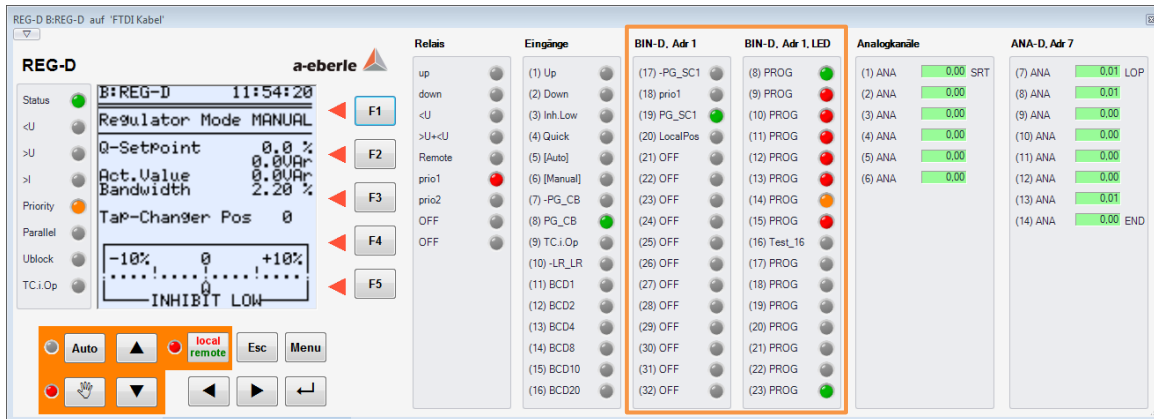 REG-D B:REG-D auf 'FTDI Kabel'
REG-D
a-eberle
Status
<U
>U
>I
Priority
Parallel
Ublock
TC.i.Op
B:REG-D 11:54:20
Regulator Mode MANUAL
Q-SetPoint 0.0 %
0.0VAr
Act.Value 0.0VAr
Bandwidth 2.20 %
Tap-Changer Pos 0
-10% 0 +10%
INHIBIT LOW
F1
F2
F3
F4
F5
Auto
local
remote
Esc
Menu
Relais
up
down
<U
>U+<U
Remote
prio1
prio2
OFF
OFF
Eingänge
(1) Up
(2) Down
(3) Inh.Low
(4) Quick
(5) [Auto]
(6) [Manual]
(7) -PG_CB
(8) PG_CB
(9) TC.i.Op
(10) -LR_LR
(11) BCD1
(12) BCD2
(13) BCD4
(14) BCD8
(15) BCD10
(16) BCD20
BIN-D, Adr 1
(17) -PG_SC1
(18) prio1
(19) PG_SC1
(20) LocalPos
(21) OFF
(22) OFF
(23) OFF
(24) OFF
(25) OFF
(26) OFF
(27) OFF
(28) OFF
(29) OFF
(30) OFF
(31) OFF
(32) OFF
BIN-D, Adr 1, LED
(8) PROG
(9) PROG
(10) PROG
(11) PROG
(12) PROG
(13) PROG
(14) PROG
(15) PROG
(16) Test_16
(17) PROG
(18) PROG
(19) PROG
(20) PROG
(21) PROG
(22) PROG
(23) PROG
Analogkanäle
(1) ANA 0,00 SRT
(2) ANA 0,00
(3) ANA 0,00
(4) ANA 0,00
(5) ANA 0,00
(6) ANA 0,00
ANA-D, Adr 7
(7) ANA 0,01 LOP
(8) ANA 0,01
(9) ANA 0,00
(10) ANA 0,00
(11) ANA 0,00
(12) ANA 0,00
(13) ANA 0,01
(14) ANA 0,00 END